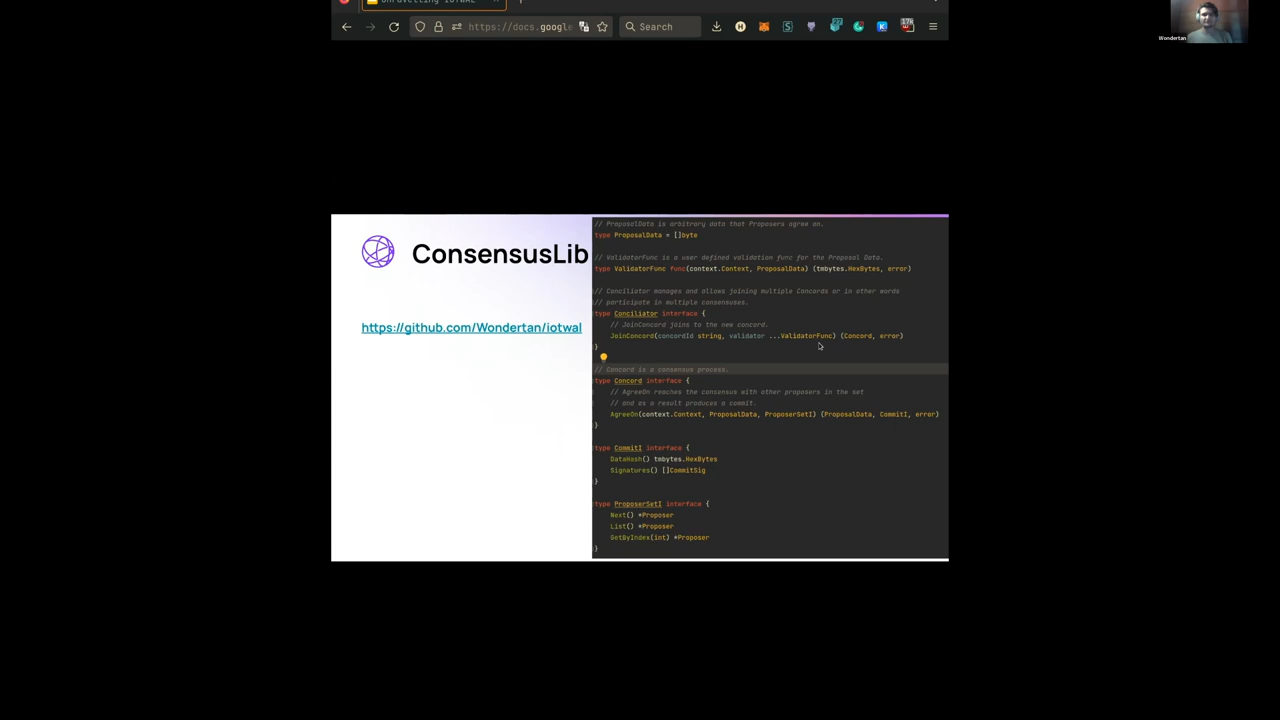 Unravelling IOTWAL
https://docs.google
Search
Wondertan
ConsensusLib
https://github.com/Wondertan/iotwal
// ProposalData is arbitrary data that Proposers agree on.
type ProposalData = []byte
// ValidatorFunc is a user defined validation func for the Proposal Data.
type ValidatorFunc func(context.Context, ProposalData) (tmbytes.HexBytes, error)
// Conciliator manages and allows joining multiple Concords or in other words
// participate in multiple consensuses.
type Conciliator interface {
// JoinConcord joins to the new concord.
JoinConcord(concordId string, validator ...ValidatorFunc) (Concord, error)
}
// Concord is a consensus process.
type Concord interface {
// AgreeOn reaches the consensus with other proposers in the set
// and as a result produces a commit.
AgreeOn(context.Context, ProposalData, ProposerSetI) (ProposalData, CommitI, error)
}
type CommitI interface {
DataHash() tmbytes.HexBytes
Signatures() []CommitSig
}
type ProposerSetI interface {
Next() *Proposer
List() *Proposer
GetByIndex(int) *Proposer
}